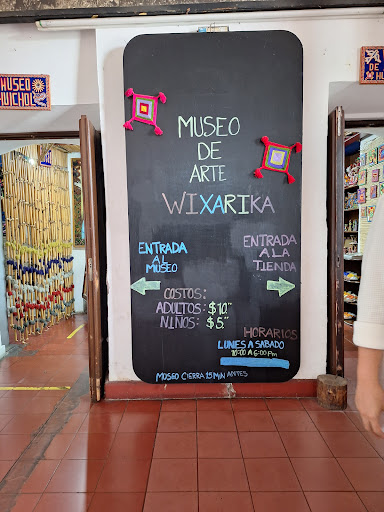 MUSEO
HUICHOL
A
DE
MUSEO
DE
ARTE
WIXARIKA
ENTRADA
AL
MUSEO
ENTRADA
A LA
TIENDA
COSTOS:
ADULTOS: $10.
NIÑOS: $5.
HORARIOS
LUNES A SABADO
10:00 A 6:00 PM
MUSEO CIERRA 15 MIN ANTES